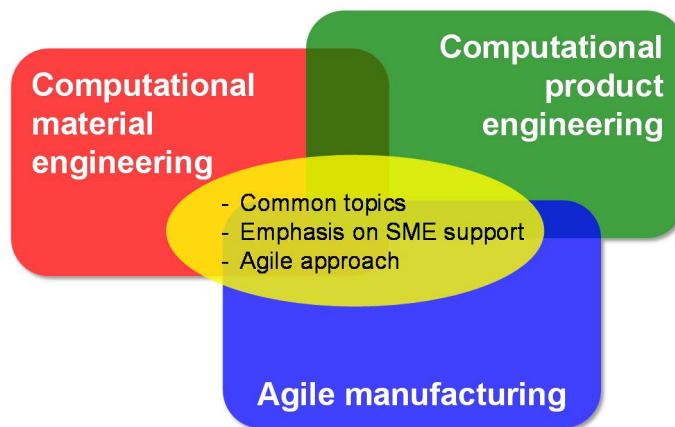 Computational
material
engineering
Computational
product
engineering
- Common topics
- Emphasis on SME support
- Agile approach
Agile manufacturing